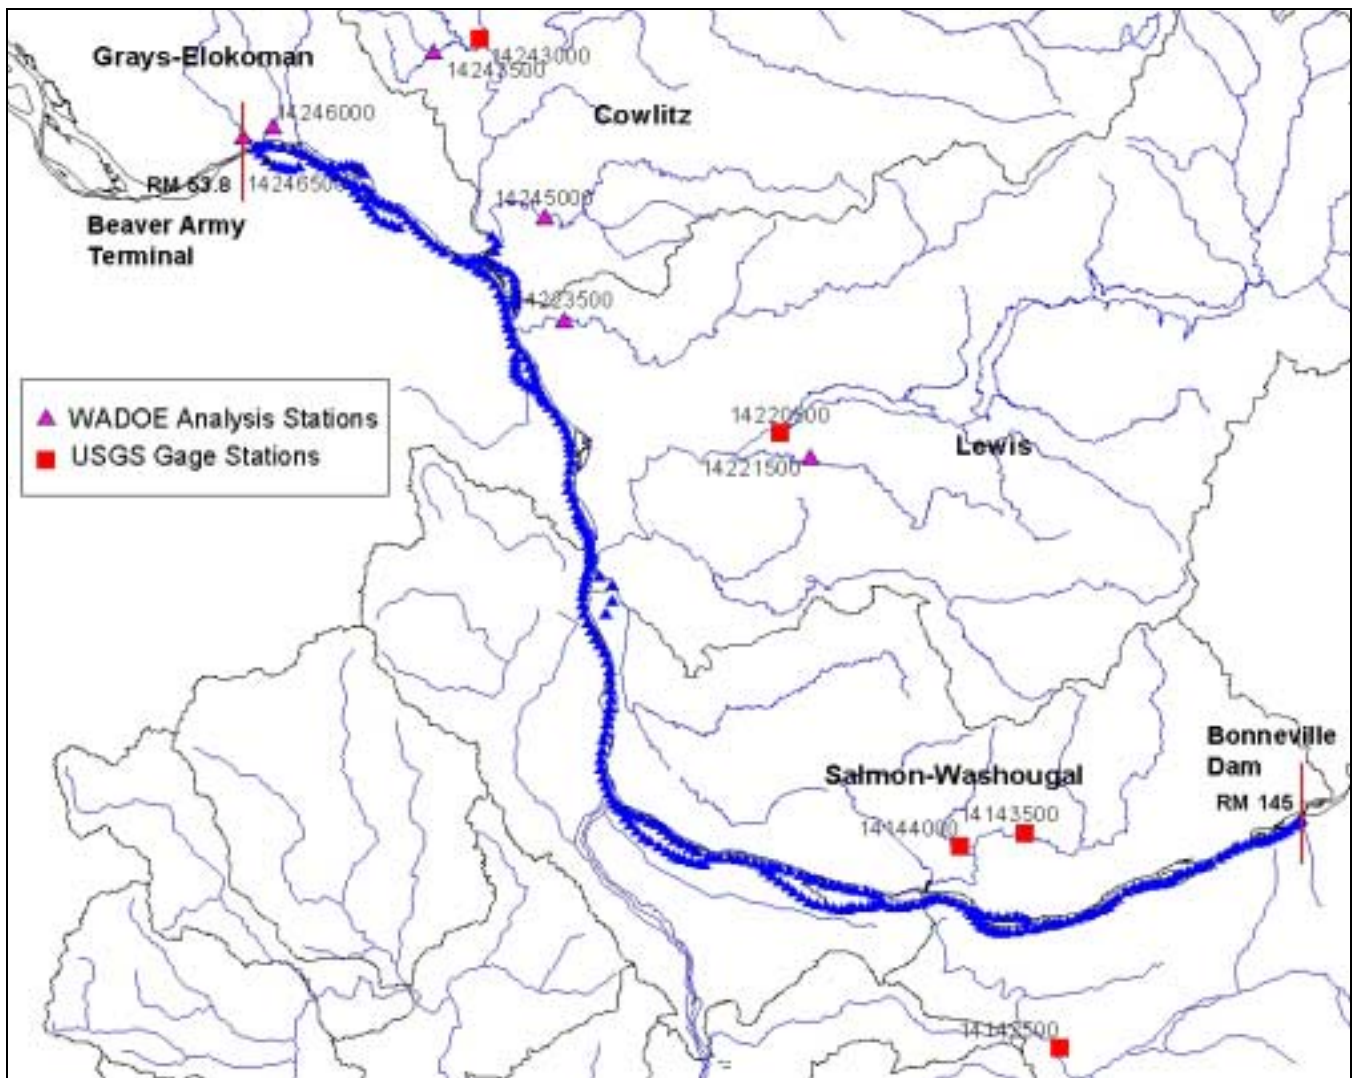 Grays-Elokoman
14243000
14243500
Cowlitz
14246000
RM 53.8
14246500
14245000
Beaver Army
Terminal
14223500
WADOE Analysis Stations
USGS Gage Stations
14220500
Lewis
14221500
Bonneville
Dam
Salmon-Washougal
RM 145
14143500
14144000
14142500